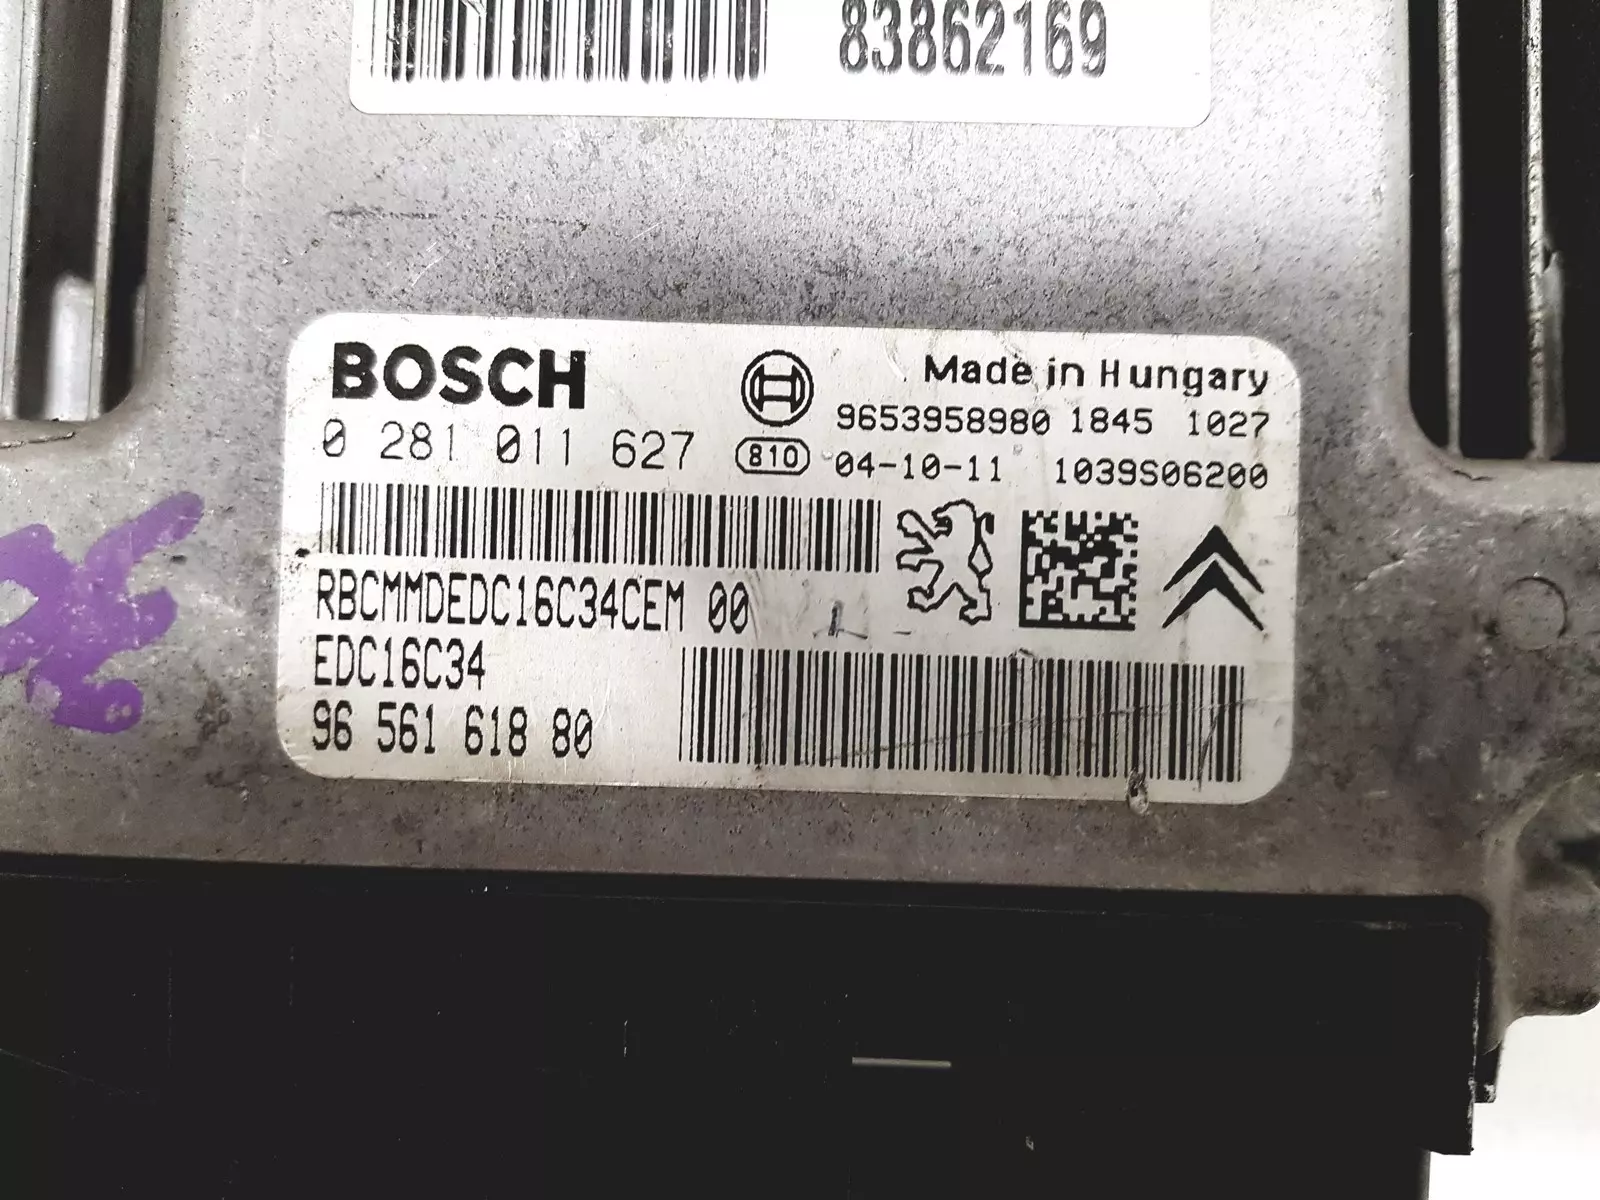 83862169
BOSCH
Made in Hungary
9653958980 1845 1027
0 281 011 627
810 04-10-11 1039S06200
RBCMMDEDC16C34CEM 00
EDC16C34
96 561 618 80